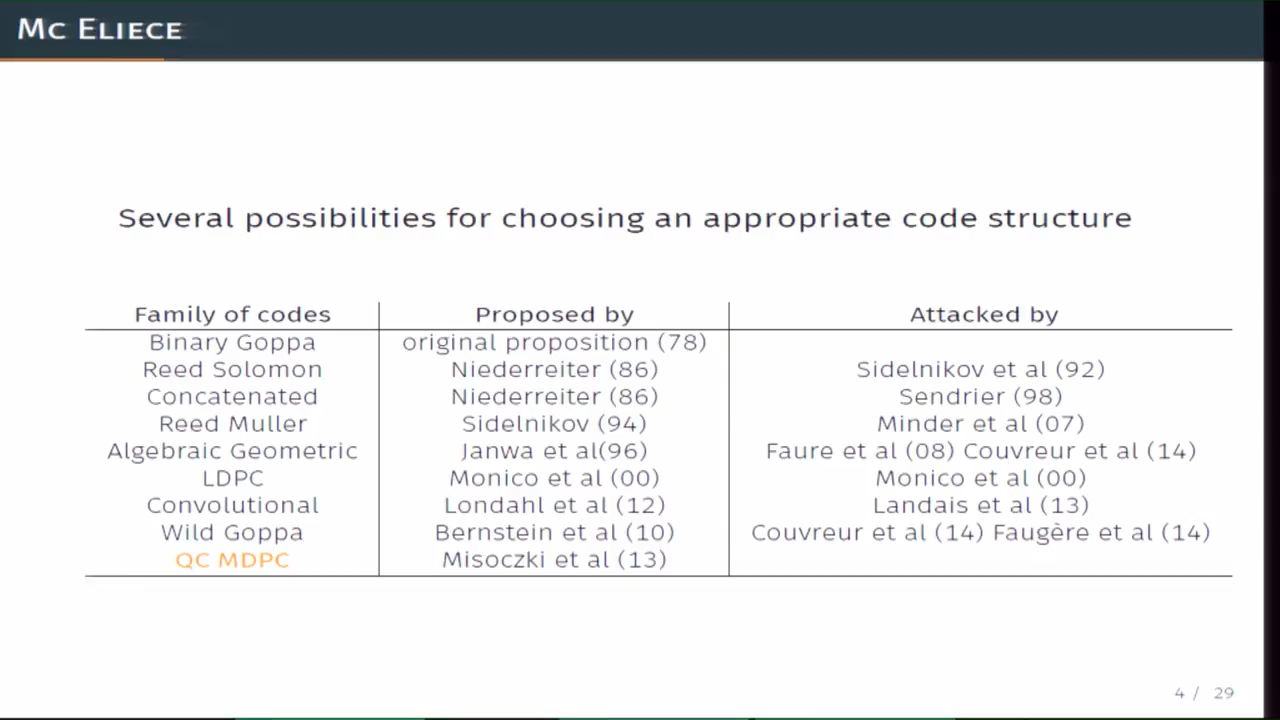 Mc Eliece
Several possibilities for choosing an appropriate code structure
Family of codes Proposed by Attacked by
Binary Goppa original proposition (78)
Reed Solomon Niederreiter (86) Sidelnikov et al (92)
Concatenated Niederreiter (86) Sendrier (98)
Reed Muller Sidelnikov (94) Minder et al (07)
Algebraic Geometric Janwa et al(96) Faure et al (08) Couvreur et al (14)
LDPC Monico et al (00) Monico et al (00)
Convolutional Londahl et al (12) Landais et al (13)
Wild Goppa Bernstein et al (10) Couvreur et al (14) Faugère et al (14)
QC MDPC Misoczki et al (13)
4 / 29